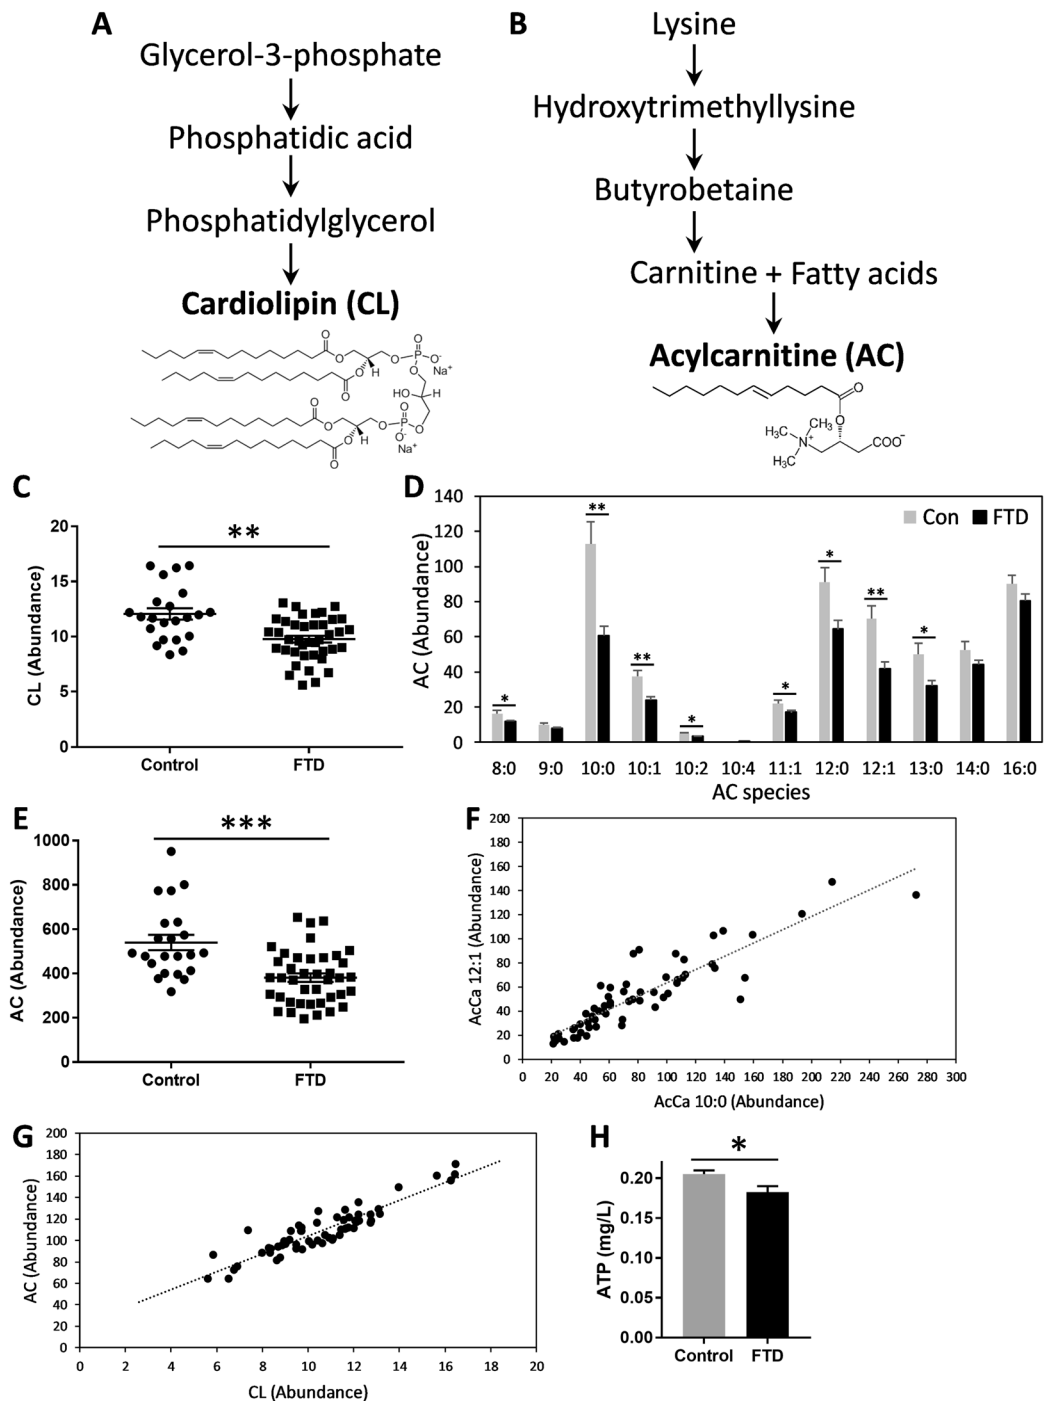 A
Glycerol-3-phosphate
Phosphatidic acid
Phosphatidylglycerol
Cardiolipin (CL)
O
O
O
P
O-
Na+
O
O
H
O
HO
H
O
O
O
O
P
O
O-
Na+
O
O
H
B
Lysine
Hydroxytrimethyllysine
Butyrobetaine
Carnitine + Fatty acids
Acylcarnitine (AC)
O
O
H3C
CH3
N+
H3C
COO-
C
**
CL (Abundance)
20
15
10
5
0
Control
FTD
D
AC (Abundance)
140
120
100
80
60
40
20
0
Con
FTD
*
**
**
*
*
*
**
*
8:0 9:0 10:0 10:1 10:2 10:4 11:1 12:0 12:1 13:0 14:0 16:0
AC species
E
***
AC (Abundance)
1000
800
600
400
200
0
Control
FTD
F
AcCa 12:1 (Abundance)
200
180
160
140
120
100
80
60
40
20
0
0 20 40 60 80 100 120 140 160 180 200 220 240 260 280 300
AcCa 10:0 (Abundance)
G
AC (Abundance)
200
180
160
140
120
100
80
60
40
20
0
0 2 4 6 8 10 12 14 16 18 20
CL (Abundance)
H
*
ATP (mg/L)
0.20
0.15
0.10
0.05
0.00
Control
FTD